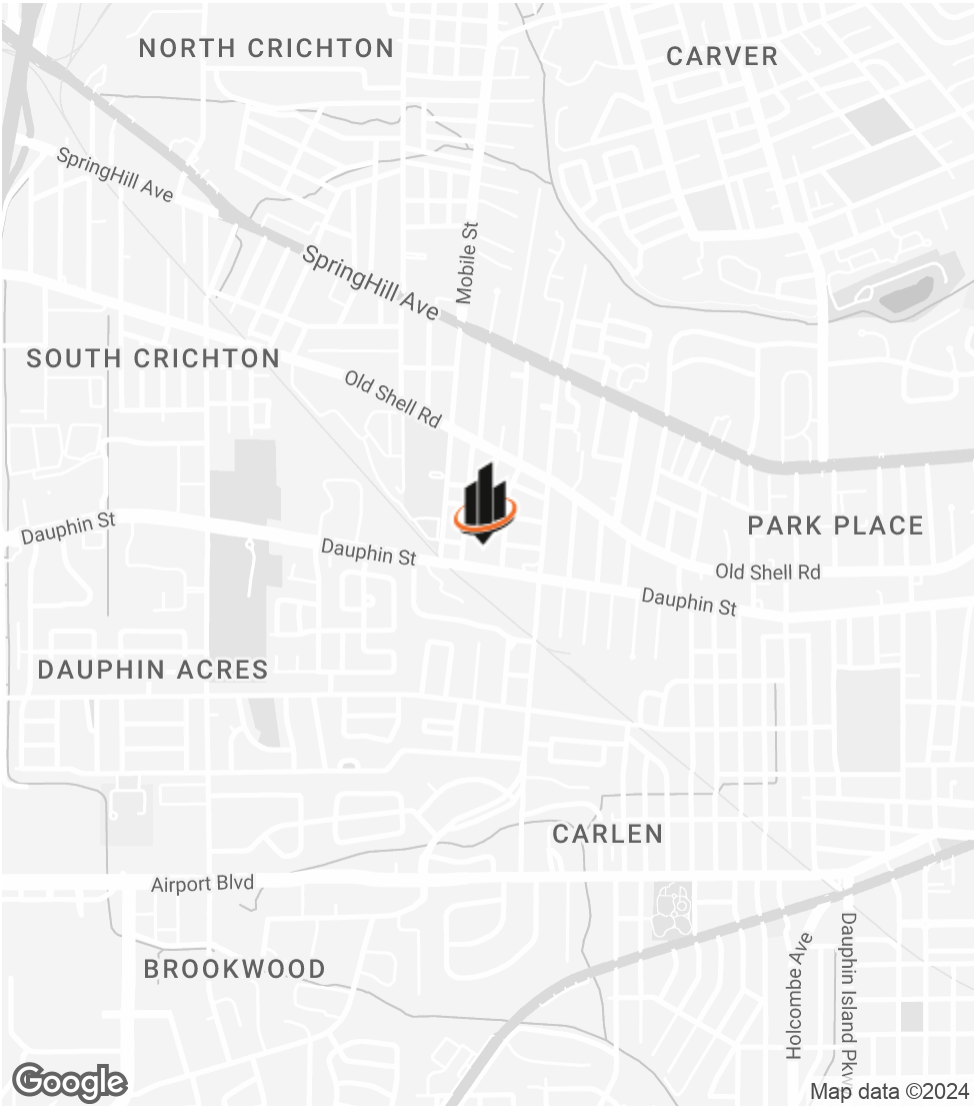 NORTH CRICHTON
CARVER
SpringHill Ave
Mobile St
SpringHill Ave
SOUTH CRICHTON
Old Shell Rd
Dauphin St
PARK PLACE
Dauphin St
Old Shell Rd
Dauphin St
DAUPHIN ACRES
CARLEN
Airport Blvd
Holcombe Ave
Dauphin Island Pkwy
BROOKWOOD
Google
Map data ©2024